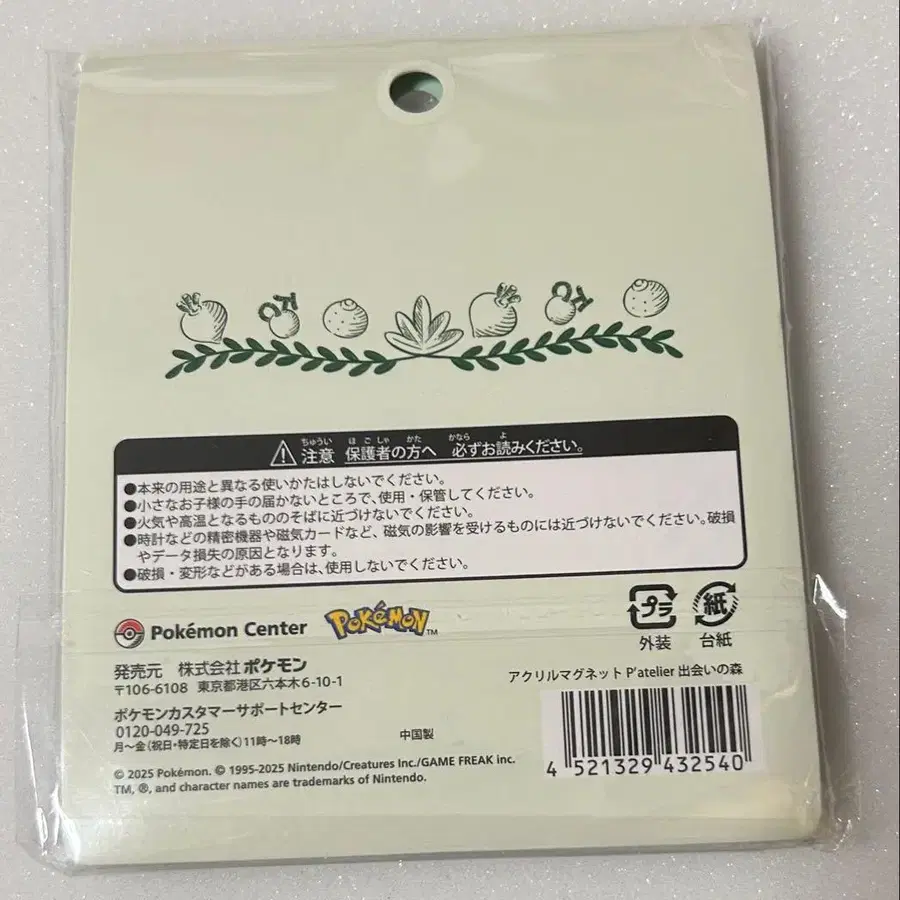 注意 保護者の方へ 必ずお読みください。
ちゅうい ほごしゃ かた かなら よ
●本来の用途と異なる使いかたはしないでください。
●小さなお子様の手の届かないところで、使用・保管してください。
●火気や高温となるもののそばに近づけないでください。
●時計などの精密機器や磁気カードなど、磁気の影響を受けるものには近づけないでください。破損
やデータ損失の原因となります。
●破損・変形などがある場合は、使用しないでください。
Pokémon Center POKéMON™
プラ 紙
外装 台紙
発売元 株式会社ポケモン
〒106-6108 東京都港区六本木6-10-1
アクリルマグネット P'atelier 出会いの森
ポケモンカスタマーサポートセンター
0120-049-725
月～金(祝日・特定日を除く)11時～18時
中国製
© 2025 Pokémon. © 1995-2025 Nintendo/Creatures Inc./GAME FREAK inc.
TM, ®, and character names are trademarks of Nintendo.
4 521329 432540